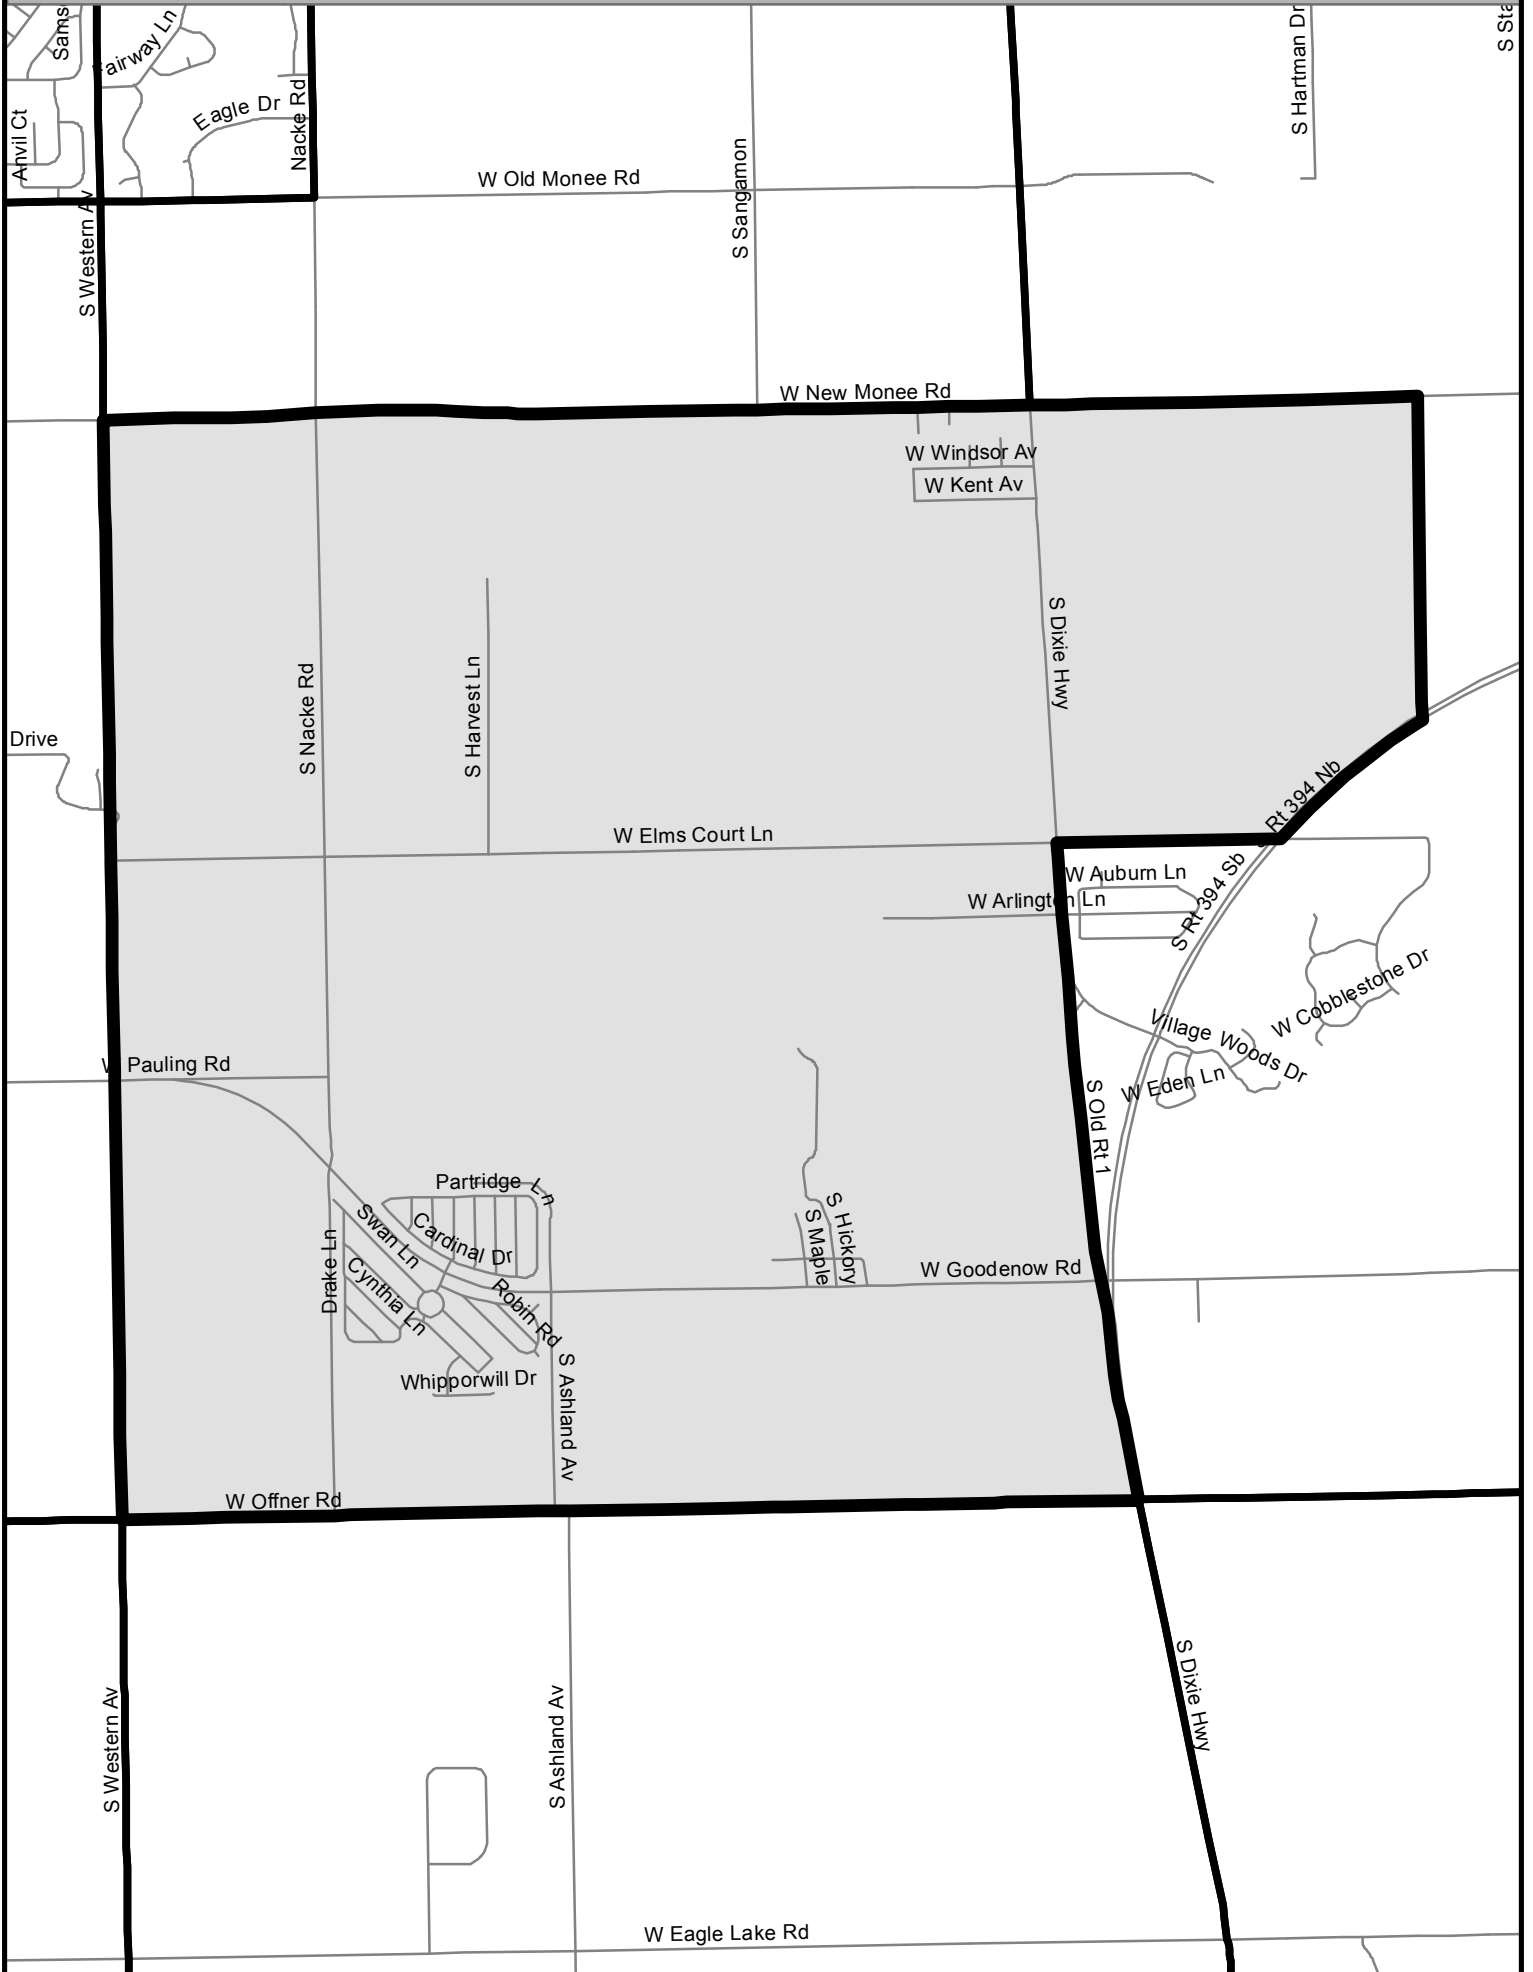 Fairway Ln
S Hartman Dr
Eagle Dr
Nacke Rd
Anvil Ct
W Old Monee Rd
S Sangamon
S Western Av
W New Monee Rd
W Windsor Av
W Kent Av
S Dixie Hwy
S Nacke Rd
S Harvest Ln
Drive
Rt 394 Nb
W Elms Court Ln
W Auburn Ln
W Arlington Ln
S Rt 394 Sb
W Cobblestone Dr
Village Woods Dr
W Pauling Rd
W Eden Ln
S Old Rt 1
Partridge Ln
Swan Ln
Cardinal Dr
S Maple
S Hickory
Drake Ln
Cynthia Ln
Robin Rd
W Goodenow Rd
Whipporwill Dr
S Ashland Av
W Offner Rd
S Dixie Hwy
S Western Av
S Ashland Av
W Eagle Lake Rd